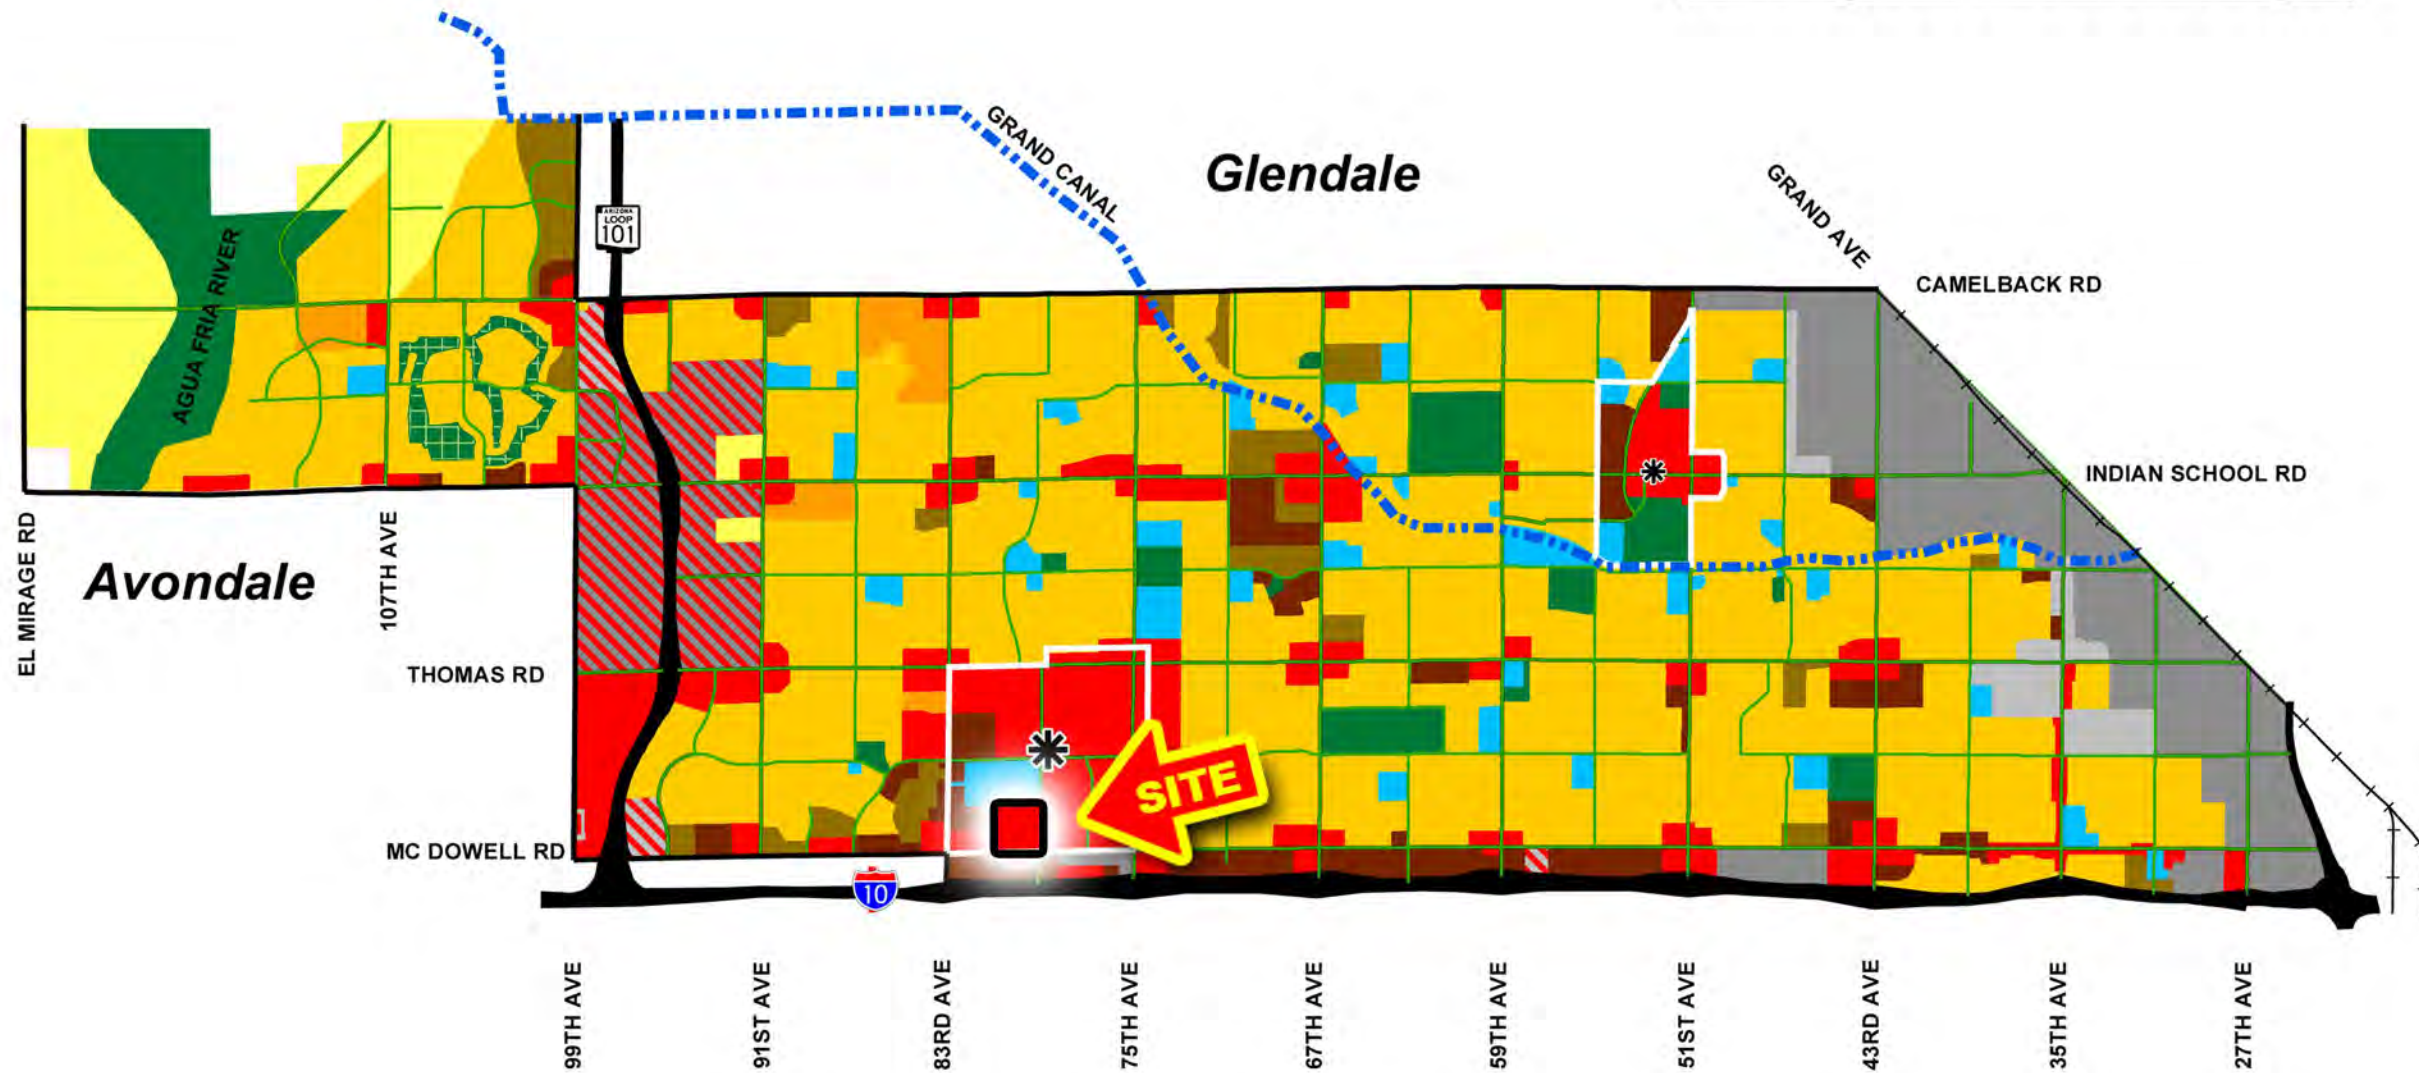 GRAND CANAL
Glendale
GRAND AVE
ARIZONA
LOOP
101
AGUA FRIA RIVER
CAMELBACK RD
INDIAN SCHOOL RD
EL MIRAGE RD
Avondale
107TH AVE
THOMAS RD
SITE
MC DOWELL RD
10
99TH AVE
91ST AVE
83RD AVE
75TH AVE
67TH AVE
59TH AVE
51ST AVE
43RD AVE
35TH AVE
27TH AVE